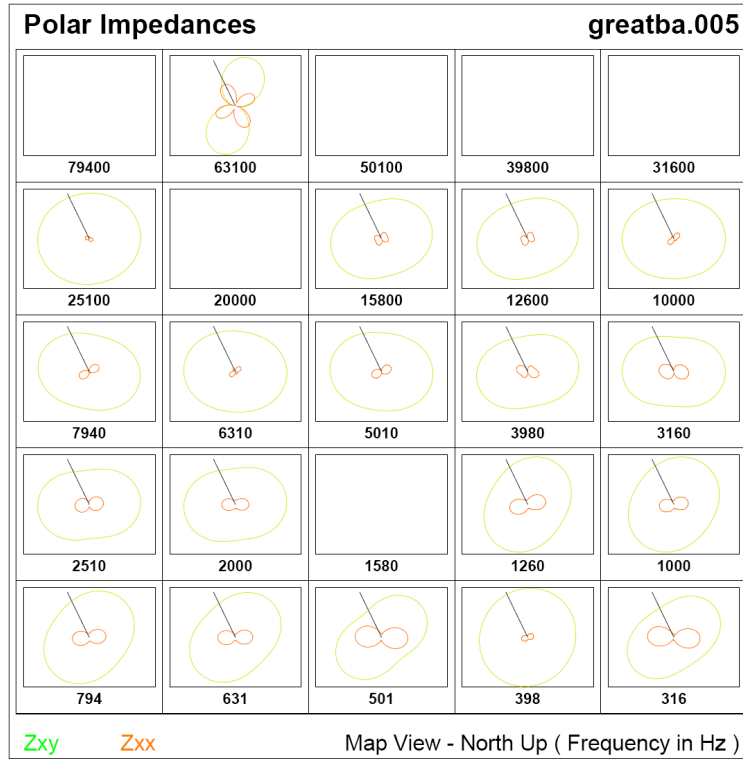 Polar Impedances greatba.005
79400 63100 50100 39800 31600
25100 20000 15800 12600 10000
7940 6310 5010 3980 3160
2510 2000 1580 1260 1000
794 631 501 398 316
Zxy Zxx Map View - North Up ( Frequency in Hz )